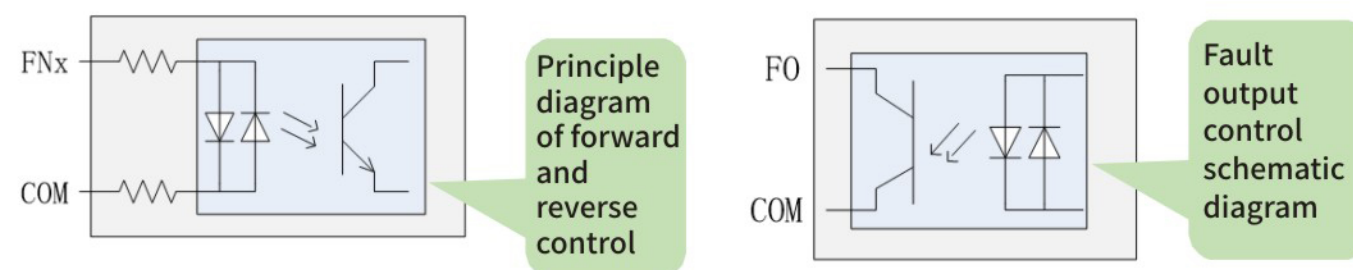 FNx
COM
Principle
diagram
of forward
and
reverse
control
FO
COM
Fault
output
control
schematic
diagram